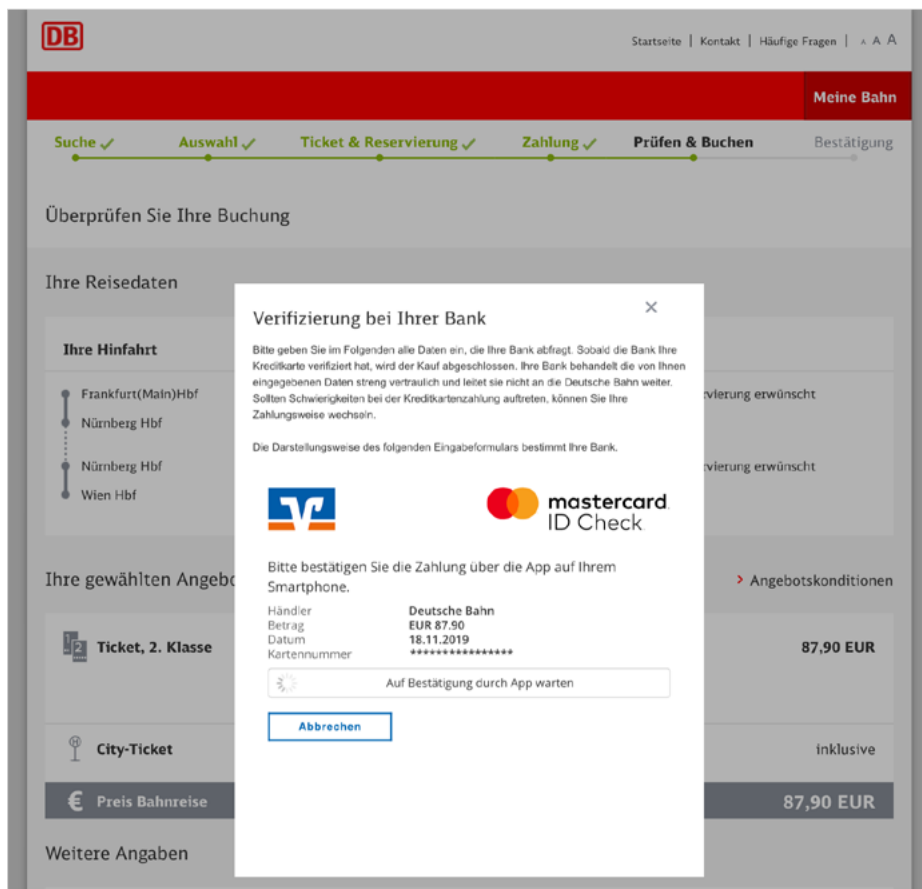 DB
Startseite | Kontakt | Häufige Fragen | A A A
Meine Bahn
Suche Auswahl Ticket & Reservierung Zahlung Prüfen & Buchen Bestätigung
Überprüfen Sie Ihre Buchung
Ihre Reisedaten
Ihre Hinfahrt
Frankfurt(Main)Hbf
Nürnberg Hbf
Nürnberg Hbf
Wien Hbf
rvierung erwünscht
rvierung erwünscht
Verifizierung bei Ihrer Bank
Bitte geben Sie im Folgenden alle Daten ein, die Ihre Bank abfragt. Sobald die Bank Ihre
Kreditkarte verifiziert hat, wird der Kauf abgeschlossen. Ihre Bank behandelt die von Ihnen
eingegebenen Daten streng vertraulich und leitet sie nicht an die Deutsche Bahn weiter.
Sollten Schwierigkeiten bei der Kreditkartenzahlung auftreten, können Sie Ihre
Zahlungsweise wechseln.
Die Darstellungsweise des folgenden Eingabeformulars bestimmt Ihre Bank.
mastercard.
ID Check
Bitte bestätigen Sie die Zahlung über die App auf Ihrem
Smartphone.
Händler Deutsche Bahn
Betrag EUR 87.90
Datum 18.11.2019
Kartennummer ****************
Auf Bestätigung durch App warten
Abbrechen
Ihre gewählten Angebo
Angebotskonditionen
1 2 Ticket, 2. Klasse 87,90 EUR
H City-Ticket inklusive
€ Preis Bahnreise 87,90 EUR
Weitere Angaben